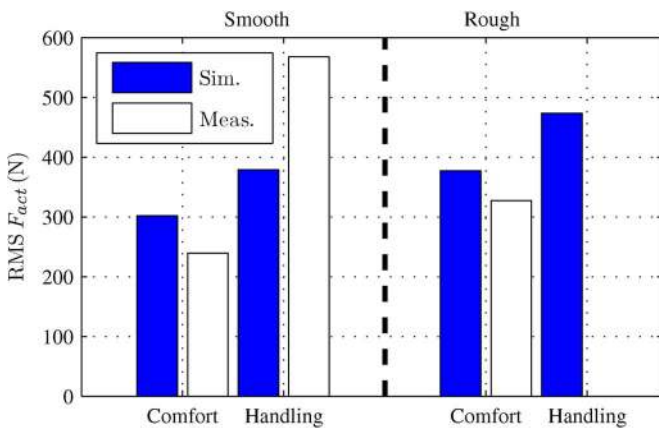 Smooth Rough
600
500
400
300
200
100
0
RMS F_act (N)
Sim.
Meas.
Comfort Handling Comfort Handling